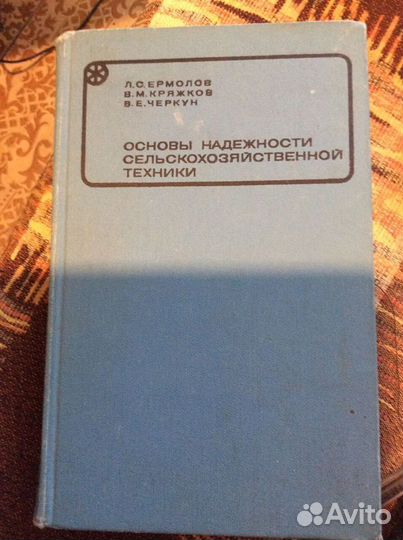 Л.С.ЕРМОЛОВ
В.М.КРЯЖКОВ
В.Е.ЧЕРКУН
ОСНОВЫ НАДЕЖНОСТИ
СЕЛЬСКОХОЗЯЙСТВЕННОЙ
ТЕХНИКИ
Avito